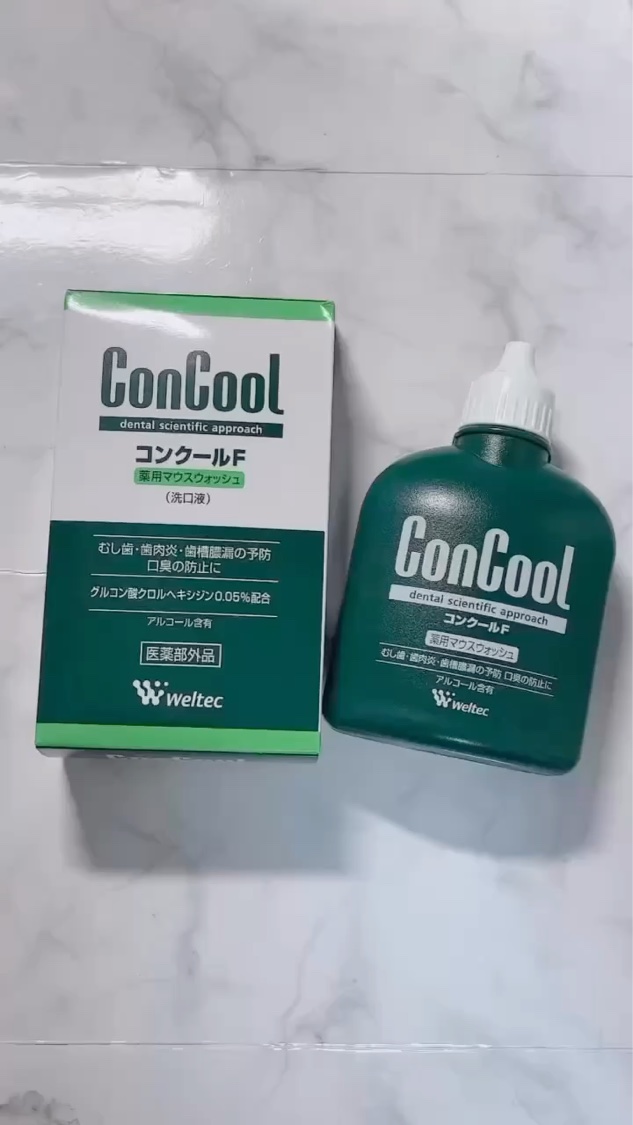 ConCool
dental scientific approach
コンクールF
薬用マウスウォッシュ
(洗口液)
むし歯・歯肉炎・歯槽膿漏の予防
口臭の防止に
グルコン酸クロルヘキシジン0.05%配合
アルコール含有
医薬部外品
weltec
ConCool
dental scientific approach
コンクールF
薬用マウスウォッシュ
むし歯・歯肉炎・歯槽膿漏の予防 口臭の防止に
アルコール含有
weltec